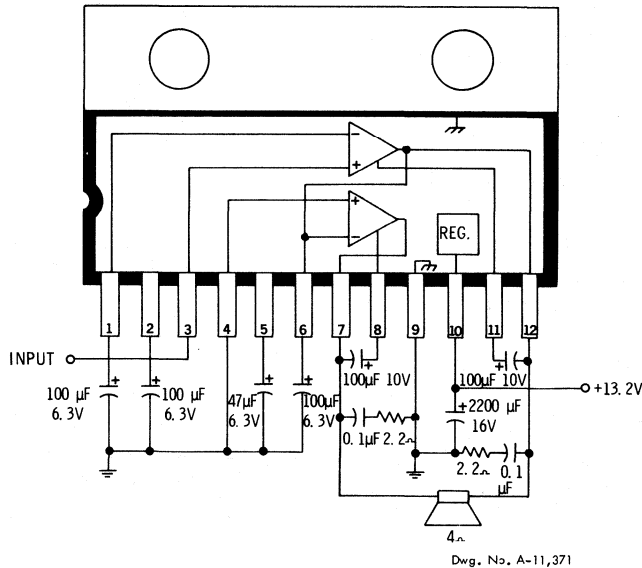 −
+
+
−
REG.
1 2 3 4 5 6 7 8 9 10 11 12
INPUT
+ + + + + +
100µF 10V 100µF 10V
+13.2V
100 µF
6.3V
100 µF
6.3V
47µF
6.3V
100µF
6.3V
+ 2200 µF
16V
0.1µF 2.2Ω
2.2Ω 0.1
µF
4Ω
Dwg. No. A-11,371